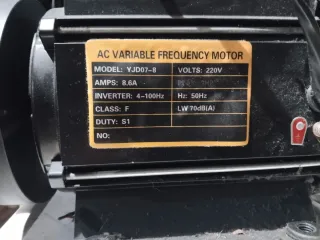 AC VARIABLE FREQUENCY MOTOR
MODEL: YJD07-8 VOLTS: 220V
AMPS: 8.6A
INVERTER: 4-100Hz Hz: 50Hz
CLASS: F LW 70dB(A)
DUTY: S1
NO: